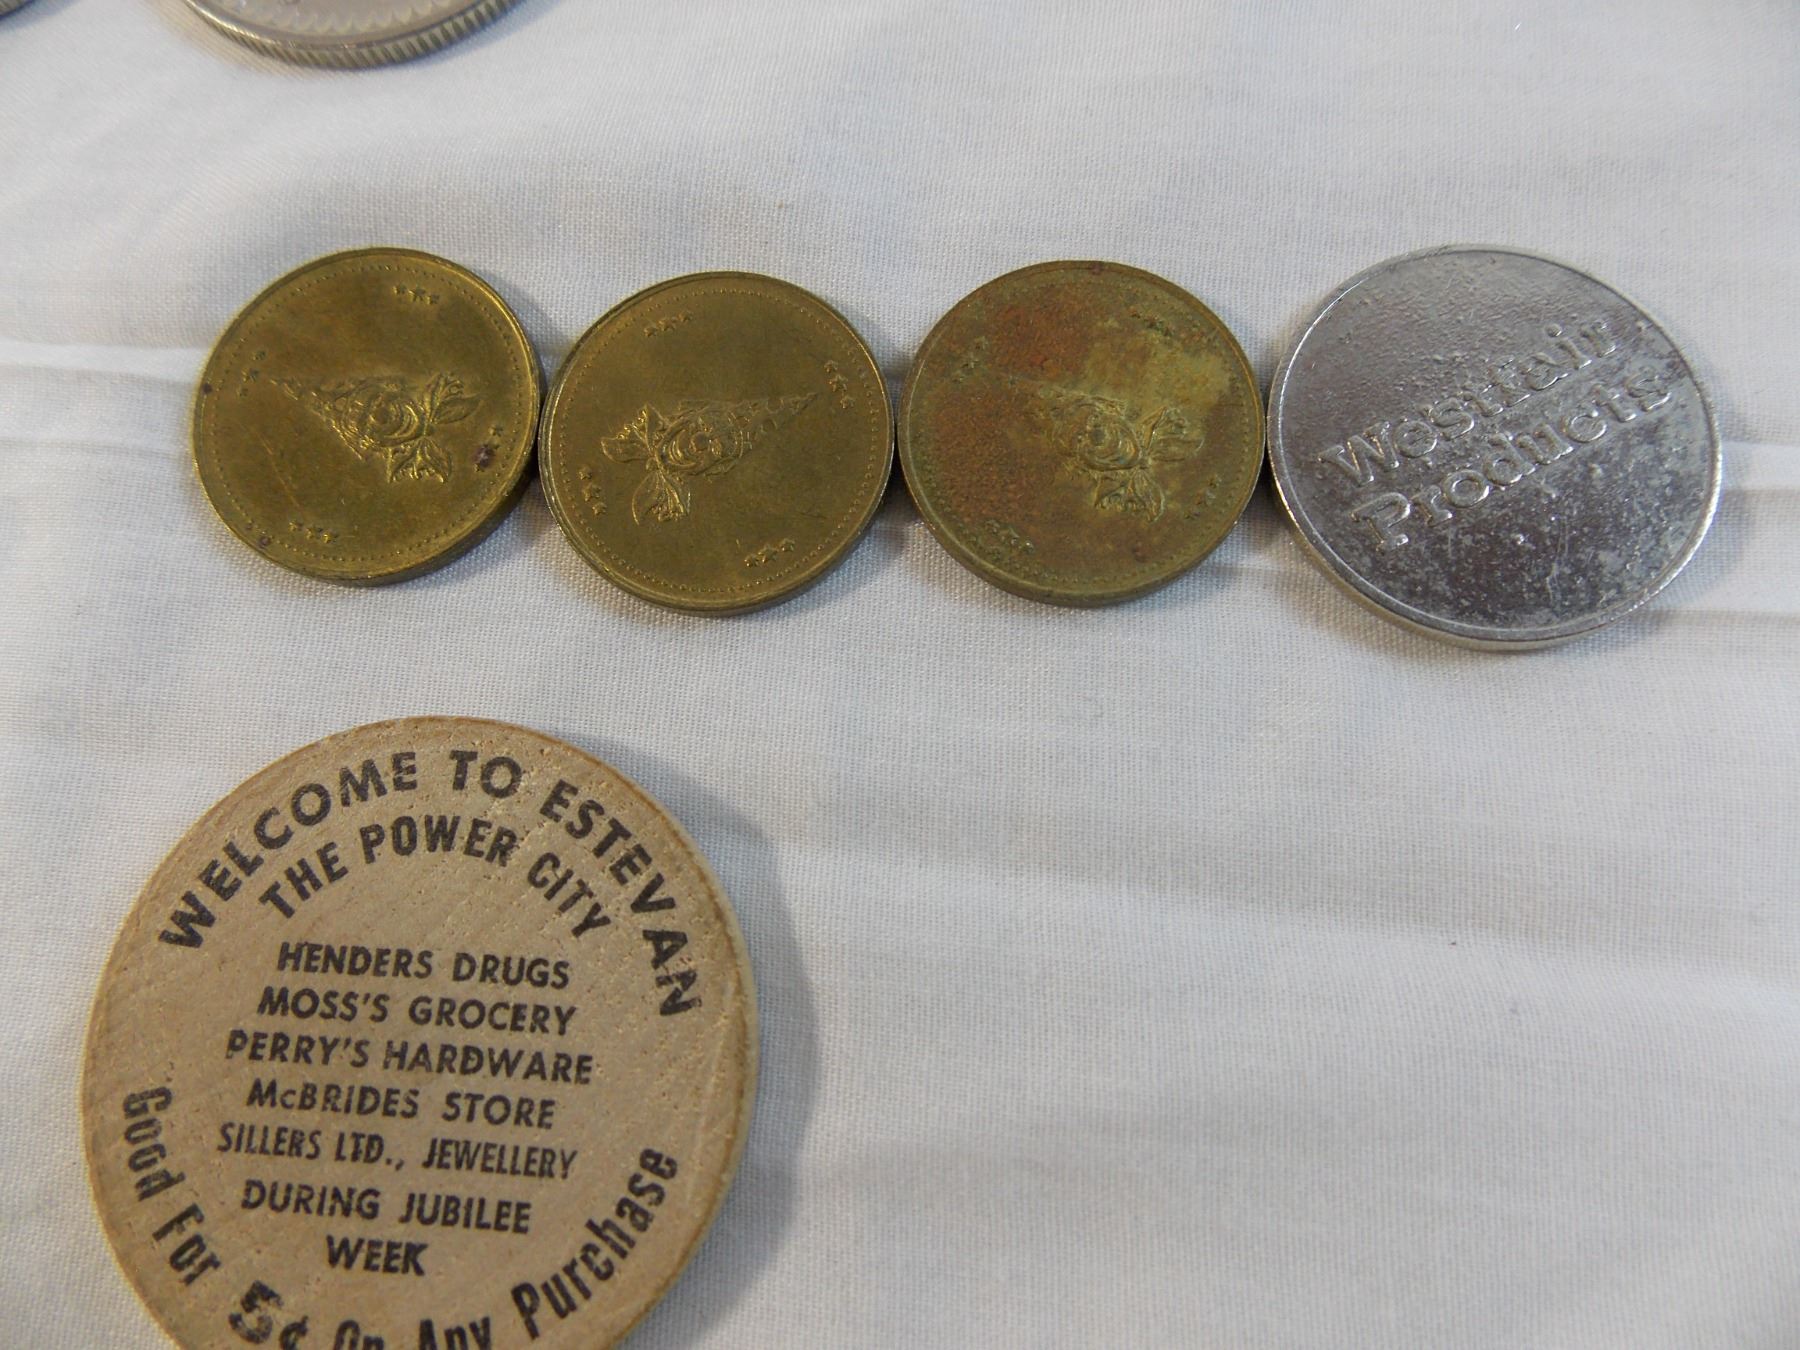 Westfair
Products
WELCOME TO ESTEVAN
THE POWER CITY
HENDERS DRUGS
MOSS'S GROCERY
PERRY'S HARDWARE
McBRIDES STORE
SILLERS LTD., JEWELLERY
DURING JUBILEE
WEEK
Good For 5¢ On Any Purchase